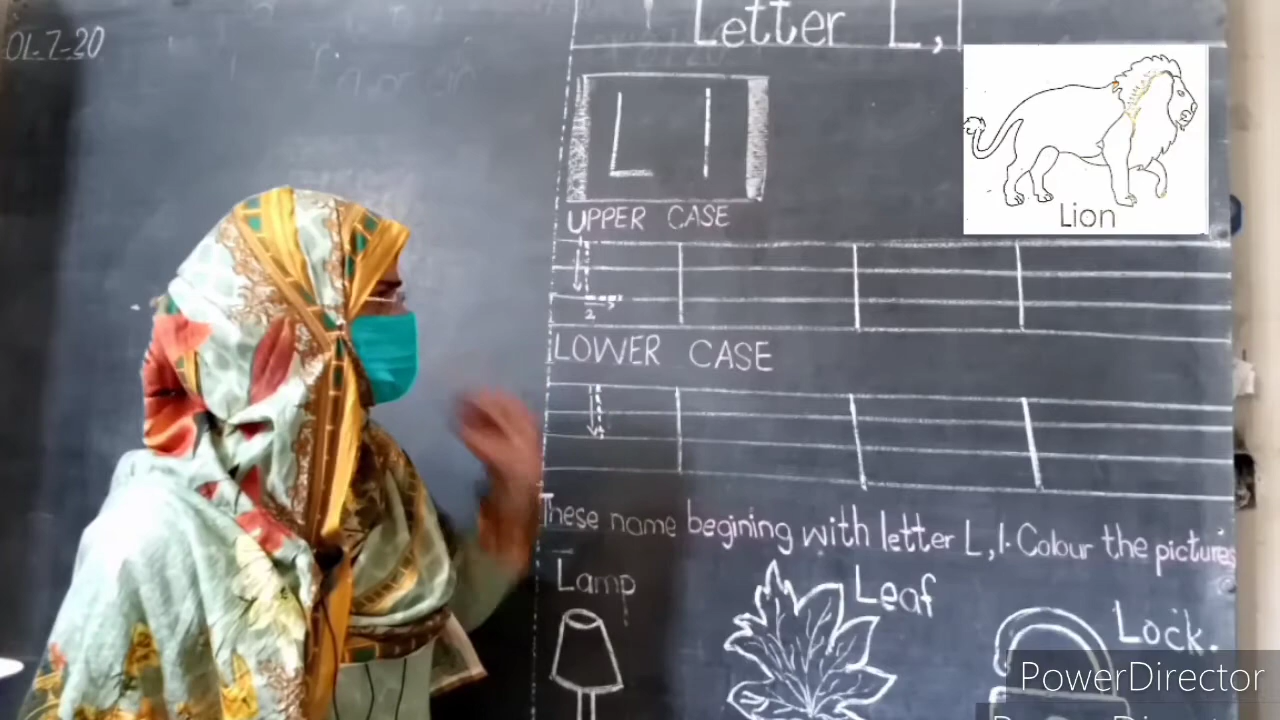 01-7-20
Letter L,l
L l
Lion
UPPER CASE
2
LOWER CASE
These name begining with letter L,l. Colour the pictures
Lamp
Leaf
Lock.
PowerDirector